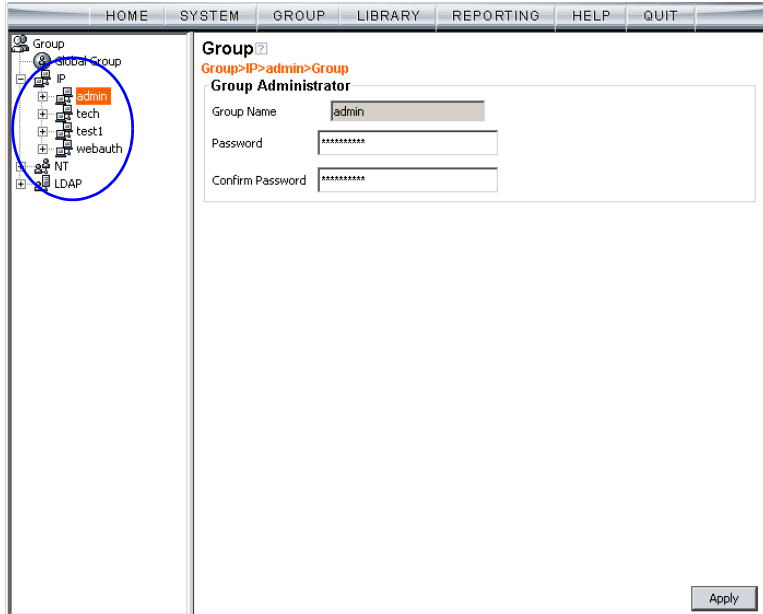 HOME SYSTEM GROUP LIBRARY REPORTING HELP QUIT
Group
Global Group
IP
admin
tech
test1
webauth
NT
LDAP
Group?
Group>IP>admin>Group
Group Administrator
Group Name admin
Password **********
Confirm Password **********
Apply